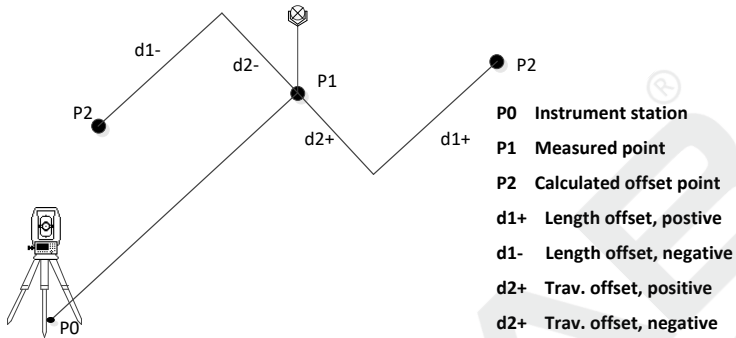 d1-
d2-
P1
P2
P2
d2+
d1+
P0
P0 Instrument station
P1 Measured point
P2 Calculated offset point
d1+ Length offset, postive
d1- Length offset, negative
d2+ Trav. offset, positive
d2+ Trav. offset, negative
®